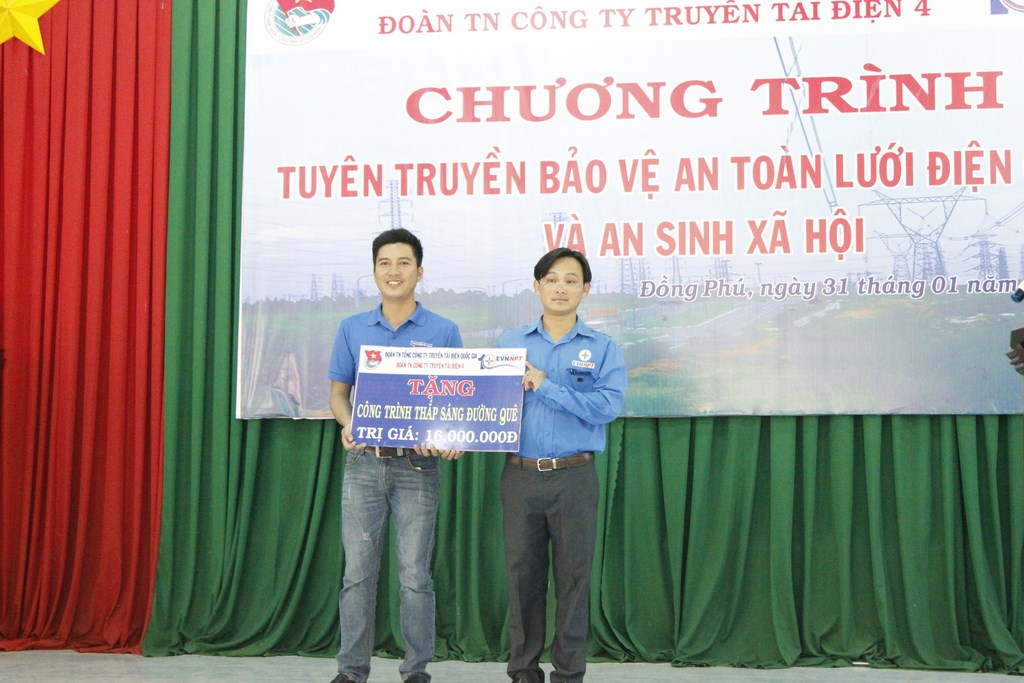 ĐOÀN TN CÔNG TY TRUYỀN TẢI ĐIỆN 4
CHƯƠNG TRÌNH
TUYÊN TRUYỀN BẢO VỆ AN TOÀN LƯỚI ĐIỆN
VÀ AN SINH XÃ HỘI
Đồng Phú, ngày 31 tháng 01 năm
ĐOÀN TN TỔNG CÔNG TY TRUYỀN TẢI ĐIỆN QUỐC GIA
ĐOÀN TN CÔNG TY TRUYỀN TẢI ĐIỆN 4
EVNNPT
TẶNG
CÔNG TRÌNH THẮP SÁNG ĐƯỜNG QUÊ
TRỊ GIÁ: 16.000.000Đ
EVNNPT